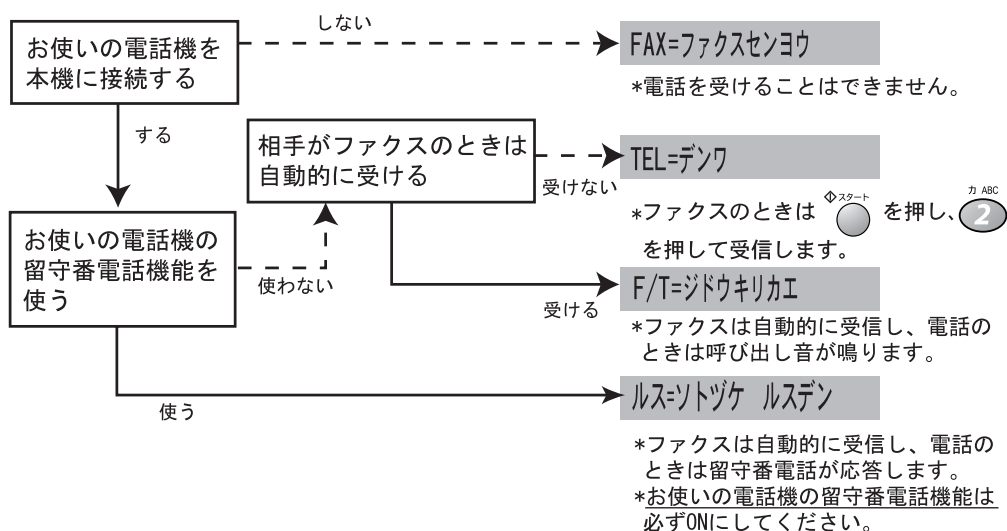 しない
お使いの電話機を
本機に接続する
FAX=ファクスセンヨウ
*電話を受けることはできません。
する
相手がファクスのときは
自動的に受ける
受けない
TEL=デンワ
*ファクスのときは スタート を押し、カ ABC 2
を押して受信します。
お使いの電話機の
留守番電話機能を
使う
使わない
受ける
F/T=ジドウキリカエ
*ファクスは自動的に受信し、電話の
ときは呼び出し音が鳴ります。
使う
ルス=ソトヅケ ルスデン
*ファクスは自動的に受信し、電話の
ときは留守番電話が応答します。
*お使いの電話機の留守番電話機能は
必ずONにしてください。